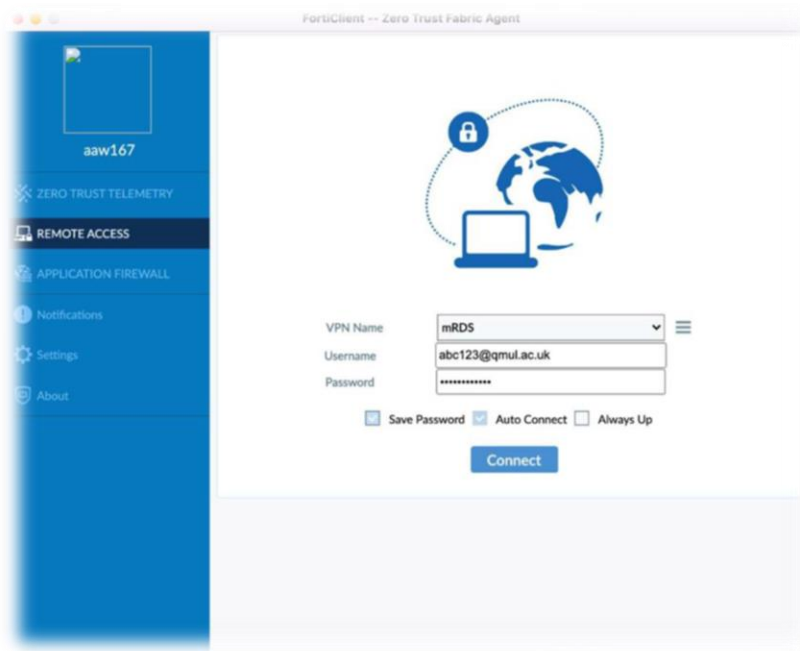 FortiClient -- Zero Trust Fabric Agent
aaw167
ZERO TRUST TELEMETRY
REMOTE ACCESS
APPLICATION FIREWALL
Notifications
Settings
About
VPN Name mRDS
Username abc123@qmul.ac.uk
Password ••••••••••••
Save Password Auto Connect Always Up
Connect